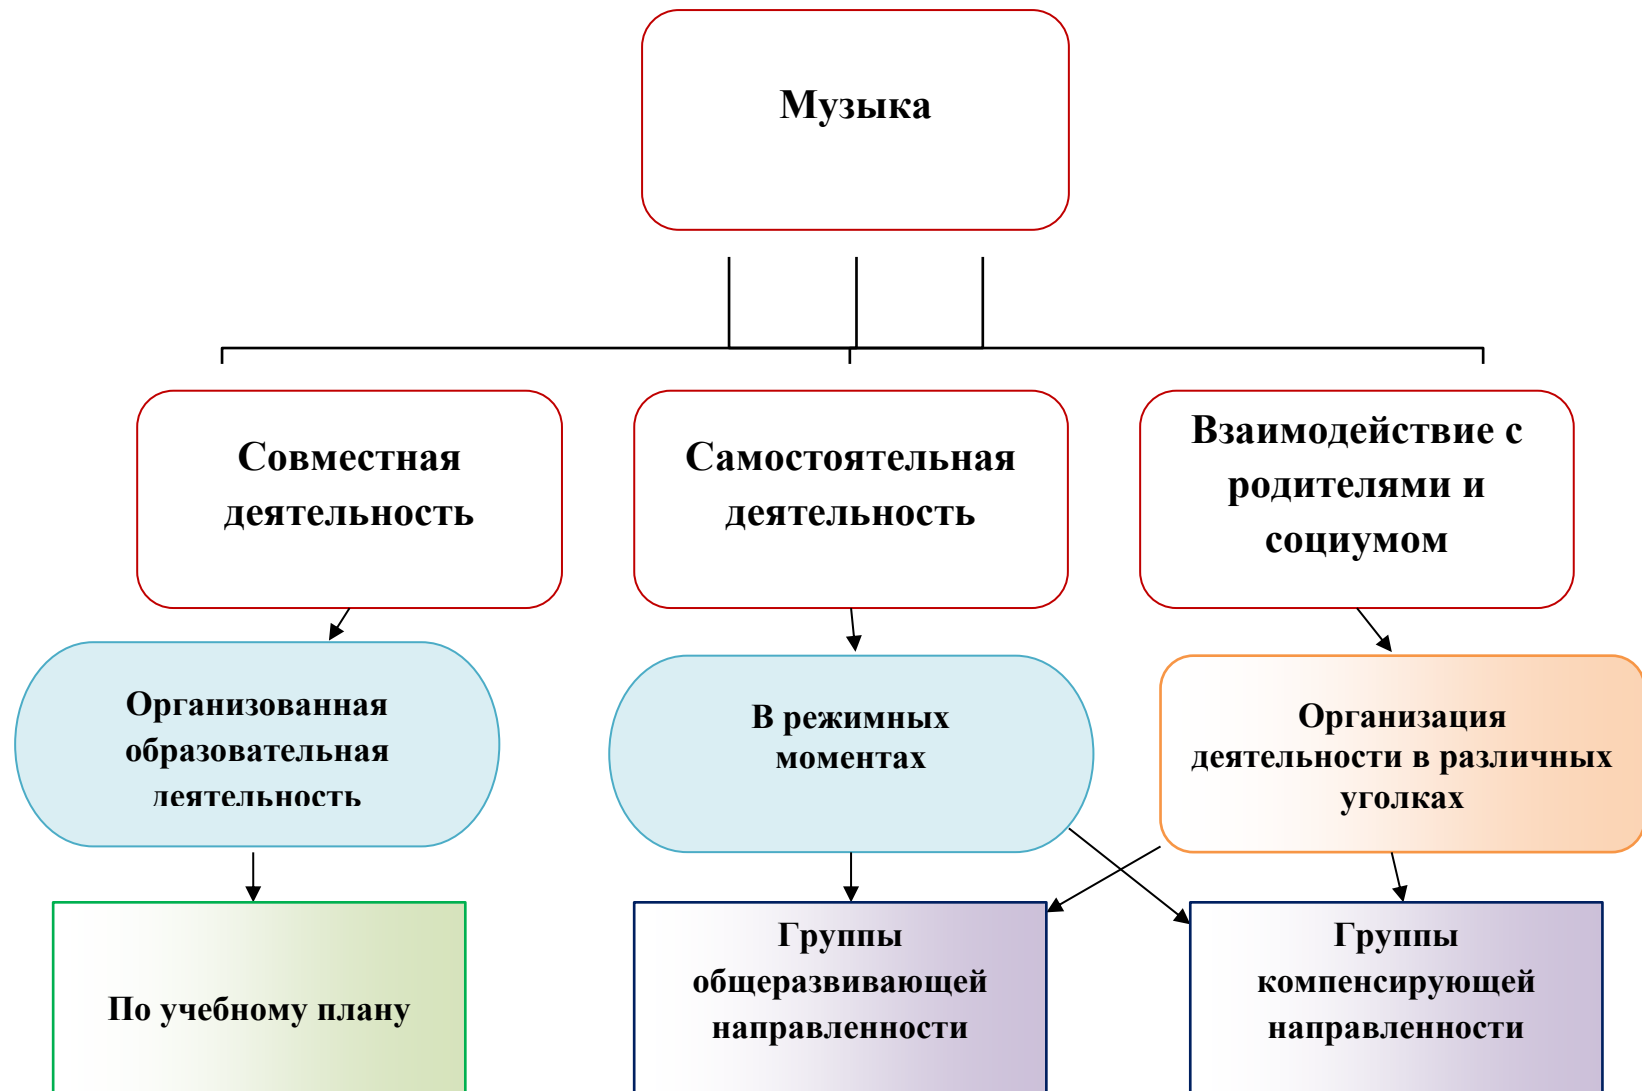 Музыка
Совместная
деятельность
Самостоятельная
деятельность
Взаимодействие с
родителями и
социумом
Организованная
образовательная
деятельность
В режимных
моментах
Организация
деятельности в различных
уголках
По учебному плану
Группы
общеразвивающей
направленности
Группы
компенсирующей
направленности